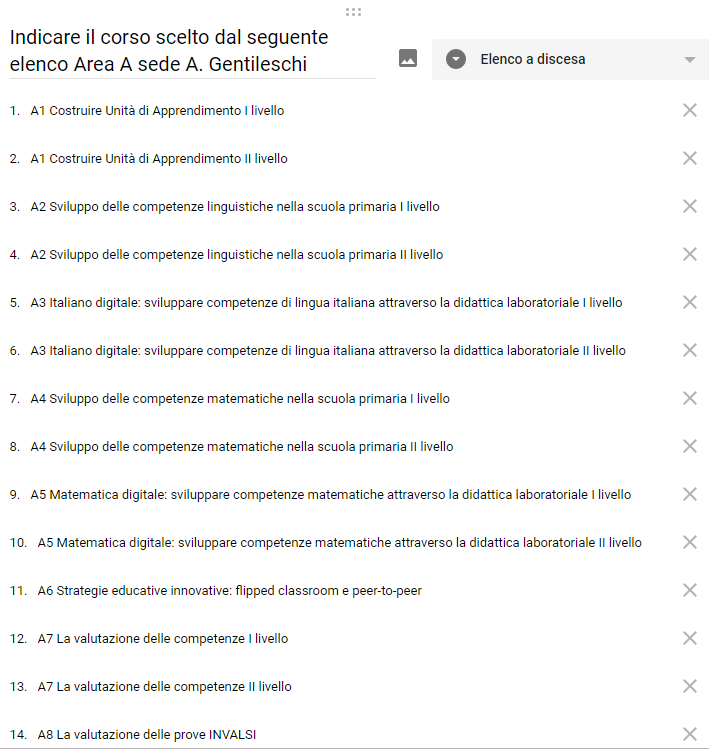 Indicare il corso scelto dal seguente
elenco Area A sede A. Gentileschi
Elenco a discesa
1. A1 Costruire Unità di Apprendimento I livello
2. A1 Costruire Unità di Apprendimento II livello
3. A2 Sviluppo delle competenze linguistiche nella scuola primaria I livello
4. A2 Sviluppo delle competenze linguistiche nella scuola primaria II livello
5. A3 Italiano digitale: sviluppare competenze di lingua italiana attraverso la didattica laboratoriale I livello
6. A3 Italiano digitale: sviluppare competenze di lingua italiana attraverso la didattica laboratoriale II livello
7. A4 Sviluppo delle competenze matematiche nella scuola primaria I livello
8. A4 Sviluppo delle competenze matematiche nella scuola primaria II livello
9. A5 Matematica digitale: sviluppare competenze matematiche attraverso la didattica laboratoriale I livello
10. A5 Matematica digitale: sviluppare competenze matematiche attraverso la didattica laboratoriale II livello
11. A6 Strategie educative innovative: flipped classroom e peer-to-peer
12. A7 La valutazione delle competenze I livello
13. A7 La valutazione delle competenze II livello
14. A8 La valutazione delle prove INVALSI